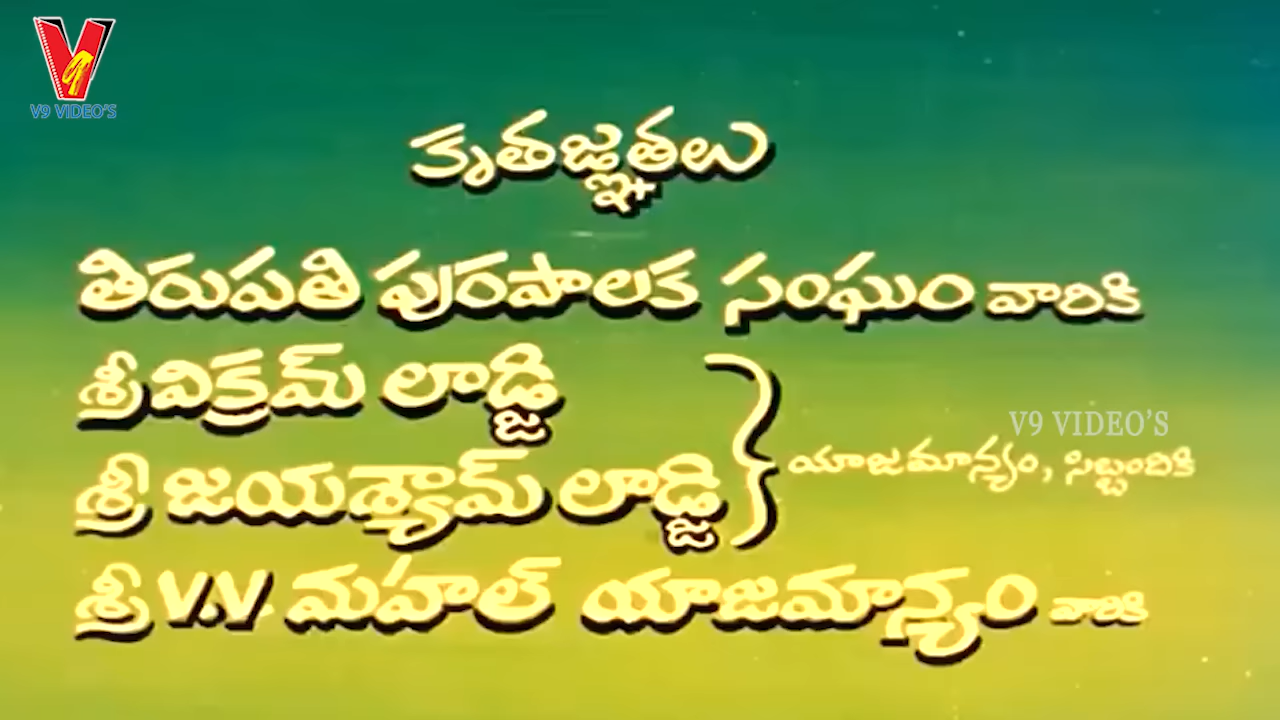 V9 VIDEO'S
కృతజ్ఞతలు
తిరుపతి పురపాలక సంఘం వారికి
శ్రీవిక్రమ్ లాడ్జి
V9 VIDEO'S
యాజమాన్యం, సిబ్బందికి
శ్రీ జయశ్యామ్ లాడ్జి
శ్రీ V.V మహల్ యాజమాన్యం వారికి